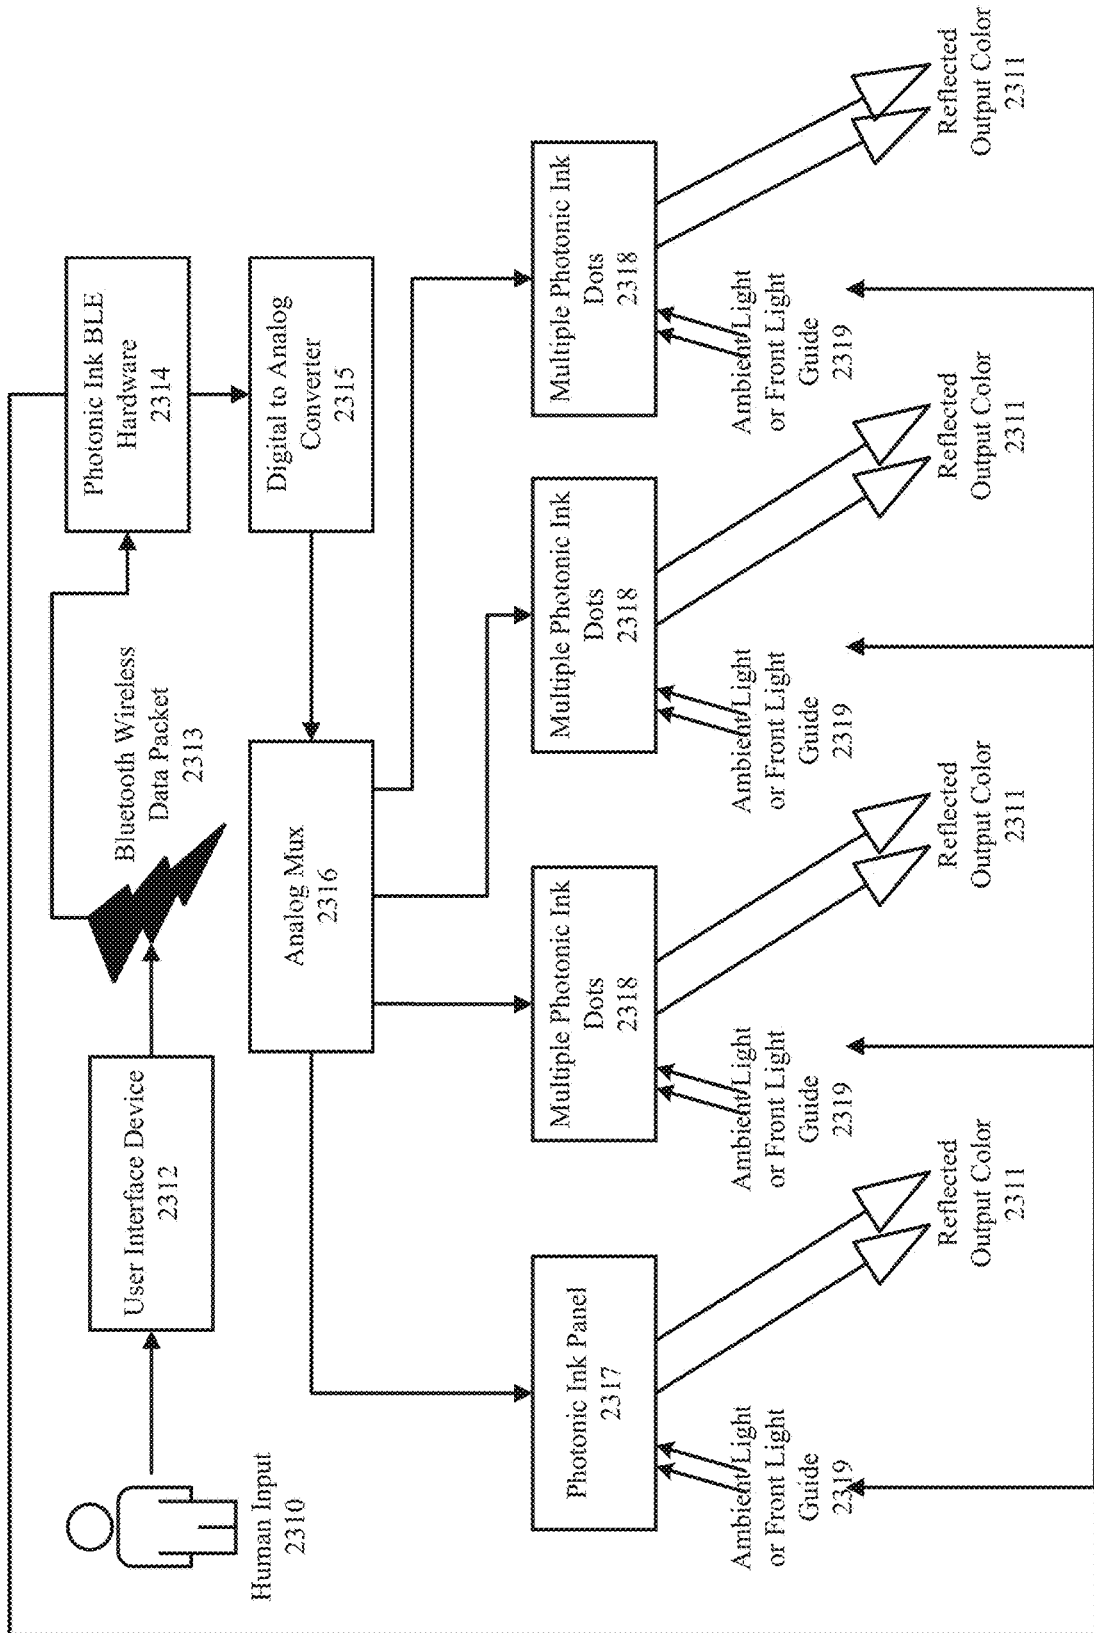 Human Input
2310
User Interface Device
2312
Bluetooth Wireless
Data Packet
2313
Photonic Ink BLE
Hardware
2314
Digital to Analog
Converter
2315
Analog Mux
2316
Photonic Ink Panel
2317
Multiple Photonic Ink
Dots
2318
Multiple Photonic Ink
Dots
2318
Multiple Photonic Ink
Dots
2318
Ambient Light
or Front Light
Guide
2319
Ambient Light
or Front Light
Guide
2319
Ambient Light
or Front Light
Guide
2319
Ambient Light
or Front Light
Guide
2319
Reflected
Output Color
2311
Reflected
Output Color
2311
Reflected
Output Color
2311
Reflected
Output Color
2311